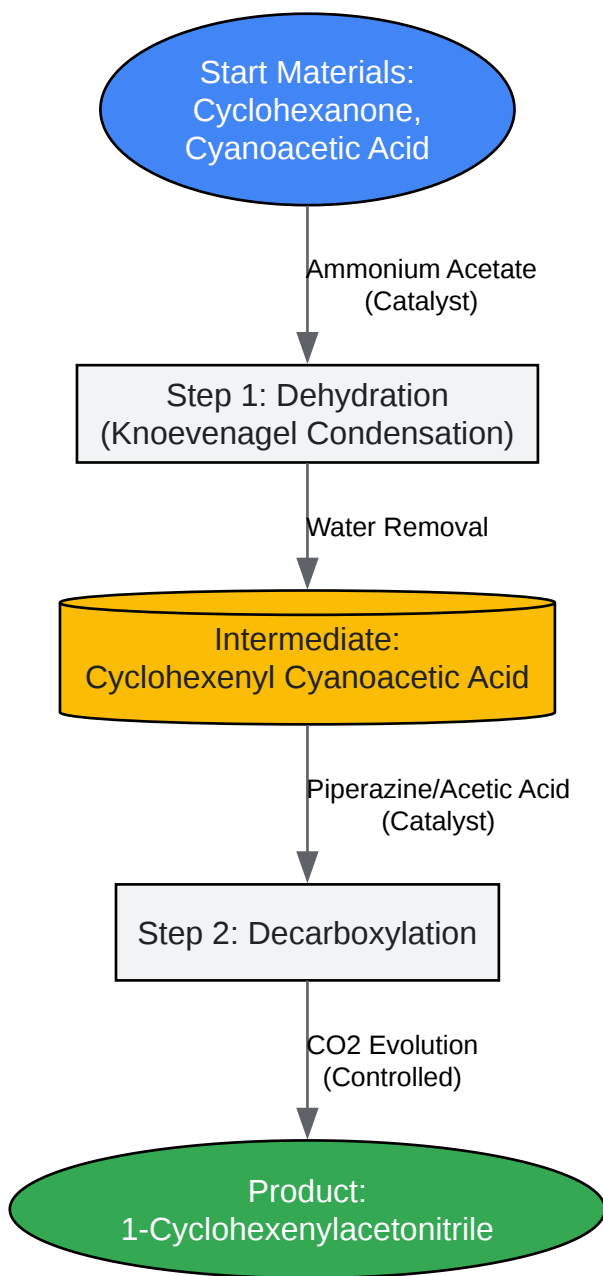 Start Materials:
Cyclohexanone,
Cyanoacetic Acid
Ammonium Acetate
(Catalyst)
Step 1: Dehydration
(Knoevenagel Condensation)
Water Removal
Intermediate:
Cyclohexenyl Cyanoacetic Acid
Piperazine/Acetic Acid
(Catalyst)
Step 2: Decarboxylation
CO2 Evolution
(Controlled)
Product:
1-Cyclohexenylacetonitrile